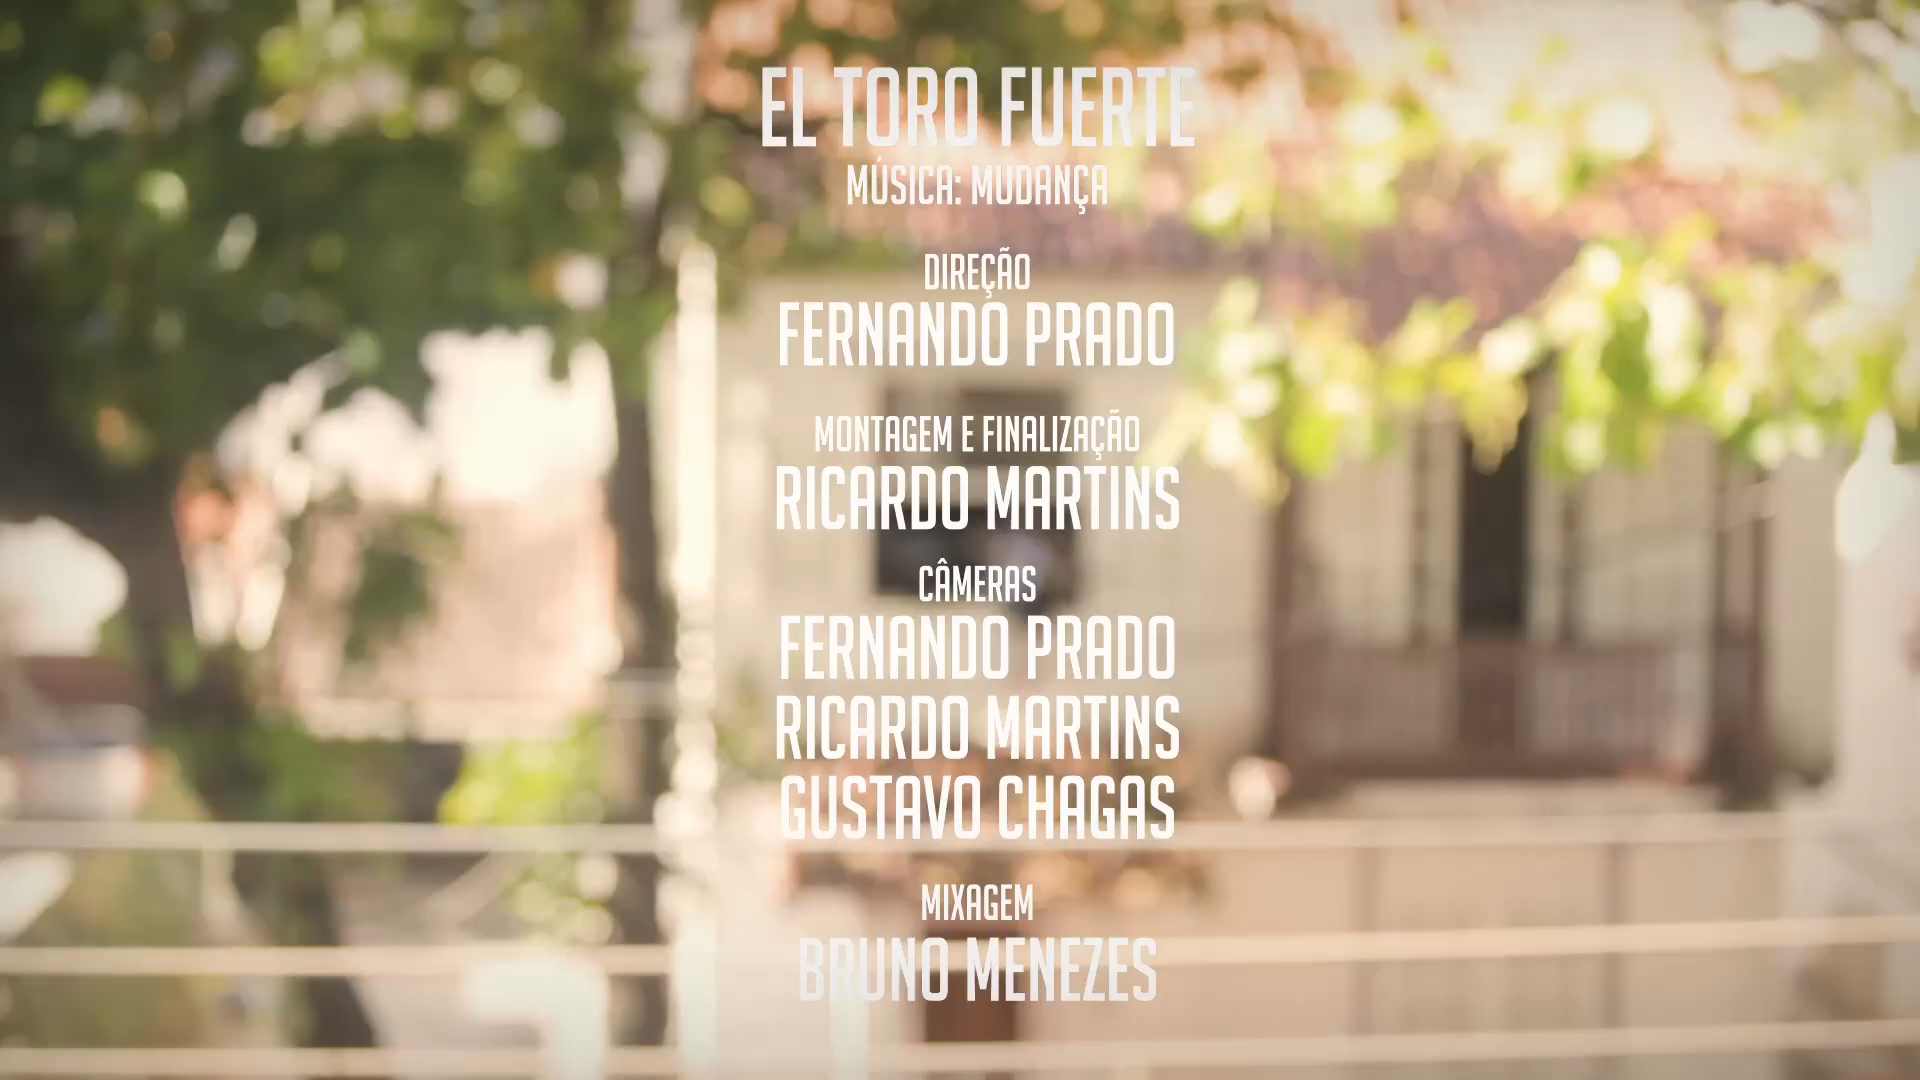 EL TORO FUERTE
MÚSICA: MUDANÇA
DIREÇÃO
FERNANDO PRADO
MONTAGEM E FINALIZAÇÃO
RICARDO MARTINS
CÂMERAS
FERNANDO PRADO
RICARDO MARTINS
GUSTAVO CHAGAS
MIXAGEM
BRUNO MENEZES